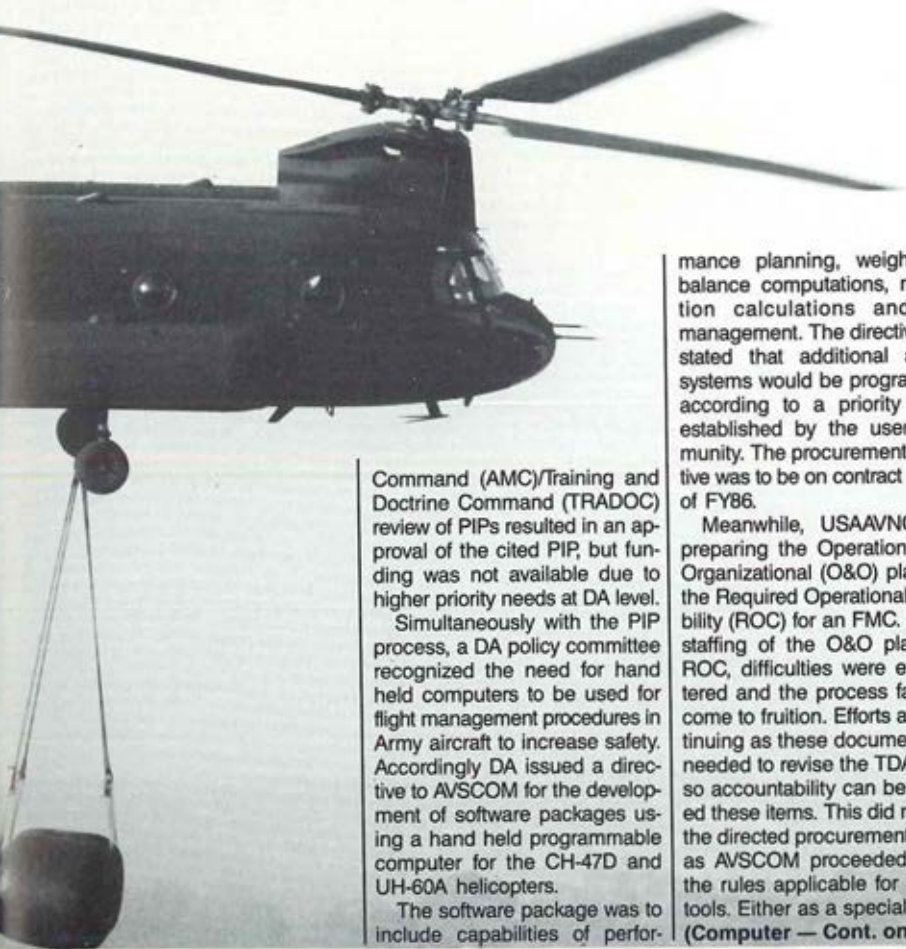 Command (AMC)/Training and
Doctrine Command (TRADOC)
review of PIPs resulted in an ap-
proval of the cited PIP, but fun-
ding was not available due to
higher priority needs at DA level.
Simultaneously with the PIP
process, a DA policy committee
recognized the need for hand
held computers to be used for
flight management procedures in
Army aircraft to increase safety.
Accordingly DA issued a direc-
tive to AVSCOM for the develop-
ment of software packages us-
ing a hand held programmable
computer for the CH-47D and
UH-60A helicopters.
The software package was to
include capabilities of perfor-
mance planning, weigh
balance computations, 
tion calculations and
management. The directiv
stated that additional
systems would be progra
according to a priority
established by the use
munity. The procurement
tive was to be on contract
of FY86.
Meanwhile, USAAVNC
preparing the Operation
Organizational (O&O) pla
the Required Operational
bility (ROC) for an FMC.
staffing of the O&O pla
ROC, difficulties were e
tered and the process fa
come to fruition. Efforts a
tinuing as these docume
needed to revise the TDA
so accountability can be
ed these items. This did
the directed procurement
as AVSCOM proceeded
the rules applicable for
tools. Either as a special
(Computer — Cont. on